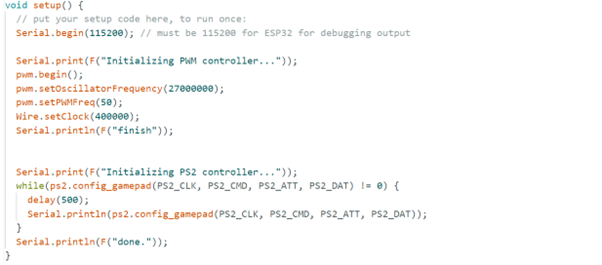 void setup() {
  // put your setup code here, to run once:
  Serial.begin(115200); // must be 115200 for ESP32 for debugging output

  Serial.print(F("Initializing PWM controller..."));
  pwm.begin();
  pwm.setOscillatorFrequency(27000000);
  pwm.setPWMFreq(50);
  Wire.setClock(400000);
  Serial.println(F("finish"));

  Serial.print(F("Initializing PS2 controller..."));
  while(ps2.config_gamepad(PS2_CLK, PS2_CMD, PS2_ATT, PS2_DAT) != 0) {
    delay(500);
    Serial.println(ps2.config_gamepad(PS2_CLK, PS2_CMD, PS2_ATT, PS2_DAT));
  }
  Serial.println(F("done."));
}